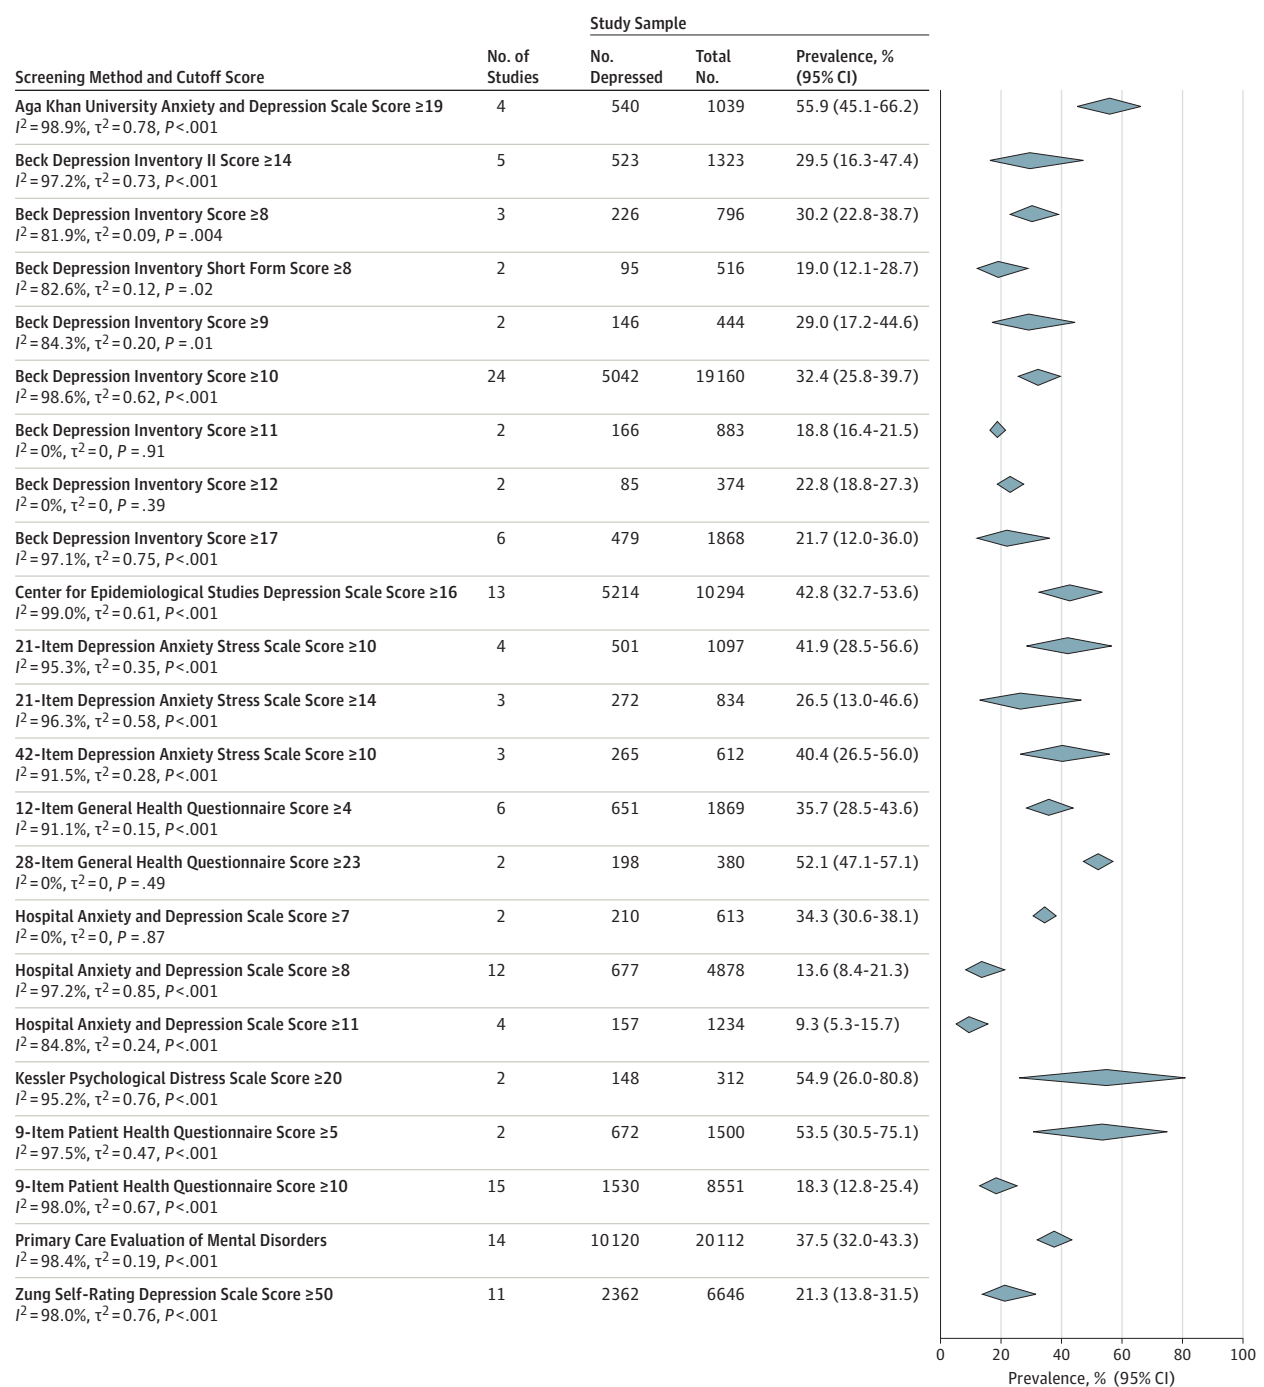 Study Sample
Screening Method and Cutoff Score No. of Studies No. Depressed Total No. Prevalence, % (95% CI)
Aga Khan University Anxiety and Depression Scale Score ≥19 4 540 1039 55.9 (45.1-66.2)
I²=98.9%, τ²=0.78, P<.001
Beck Depression Inventory II Score ≥14 5 523 1323 29.5 (16.3-47.4)
I²=97.2%, τ²=0.73, P<.001
Beck Depression Inventory Score ≥8 3 226 796 30.2 (22.8-38.7)
I²=81.9%, τ²=0.09, P=.004
Beck Depression Inventory Short Form Score ≥8 2 95 516 19.0 (12.1-28.7)
I²=82.6%, τ²=0.12, P=.02
Beck Depression Inventory Score ≥9 2 146 444 29.0 (17.2-44.6)
I²=84.3%, τ²=0.20, P=.01
Beck Depression Inventory Score ≥10 24 5042 19160 32.4 (25.8-39.7)
I²=98.6%, τ²=0.62, P<.001
Beck Depression Inventory Score ≥11 2 166 883 18.8 (16.4-21.5)
I²=0%, τ²=0, P=.91
Beck Depression Inventory Score ≥12 2 85 374 22.8 (18.8-27.3)
I²=0%, τ²=0, P=.39
Beck Depression Inventory Score ≥17 6 479 1868 21.7 (12.0-36.0)
I²=97.1%, τ²=0.75, P<.001
Center for Epidemiological Studies Depression Scale Score ≥16 13 5214 10294 42.8 (32.7-53.6)
I²=99.0%, τ²=0.61, P<.001
21-Item Depression Anxiety Stress Scale Score ≥10 4 501 1097 41.9 (28.5-56.6)
I²=95.3%, τ²=0.35, P<.001
21-Item Depression Anxiety Stress Scale Score ≥14 3 272 834 26.5 (13.0-46.6)
I²=96.3%, τ²=0.58, P<.001
42-Item Depression Anxiety Stress Scale Score ≥10 3 265 612 40.4 (26.5-56.0)
I²=91.5%, τ²=0.28, P<.001
12-Item General Health Questionnaire Score ≥4 6 651 1869 35.7 (28.5-43.6)
I²=91.1%, τ²=0.15, P<.001
28-Item General Health Questionnaire Score ≥23 2 198 380 52.1 (47.1-57.1)
I²=0%, τ²=0, P=.49
Hospital Anxiety and Depression Scale Score ≥7 2 210 613 34.3 (30.6-38.1)
I²=0%, τ²=0, P=.87
Hospital Anxiety and Depression Scale Score ≥8 12 677 4878 13.6 (8.4-21.3)
I²=97.2%, τ²=0.85, P<.001
Hospital Anxiety and Depression Scale Score ≥11 4 157 1234 9.3 (5.3-15.7)
I²=84.8%, τ²=0.24, P<.001
Kessler Psychological Distress Scale Score ≥20 2 148 312 54.9 (26.0-80.8)
I²=95.2%, τ²=0.76, P<.001
9-Item Patient Health Questionnaire Score ≥5 2 672 1500 53.5 (30.5-75.1)
I²=97.5%, τ²=0.47, P<.001
9-Item Patient Health Questionnaire Score ≥10 15 1530 8551 18.3 (12.8-25.4)
I²=98.0%, τ²=0.67, P<.001
Primary Care Evaluation of Mental Disorders 14 10120 20112 37.5 (32.0-43.3)
I²=98.4%, τ²=0.19, P<.001
Zung Self-Rating Depression Scale Score ≥50 11 2362 6646 21.3 (13.8-31.5)
I²=98.0%, τ²=0.76, P<.001
0 20 40 60 80 100
Prevalence, % (95% CI)